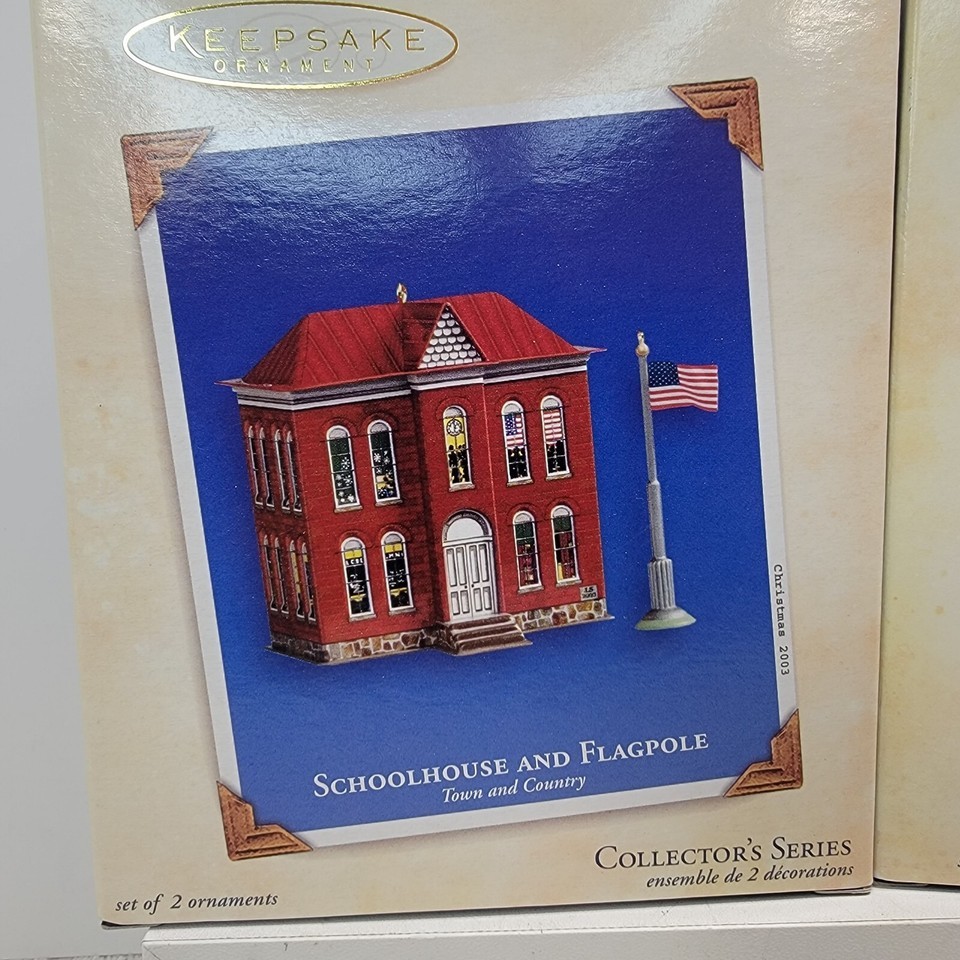 KEEPSAKE
ORNAMENT
Christmas 2003
SCHOOLHOUSE AND FLAGPOLE
Town and Country
COLLECTOR'S SERIES
ensemble de 2 décorations
set of 2 ornaments